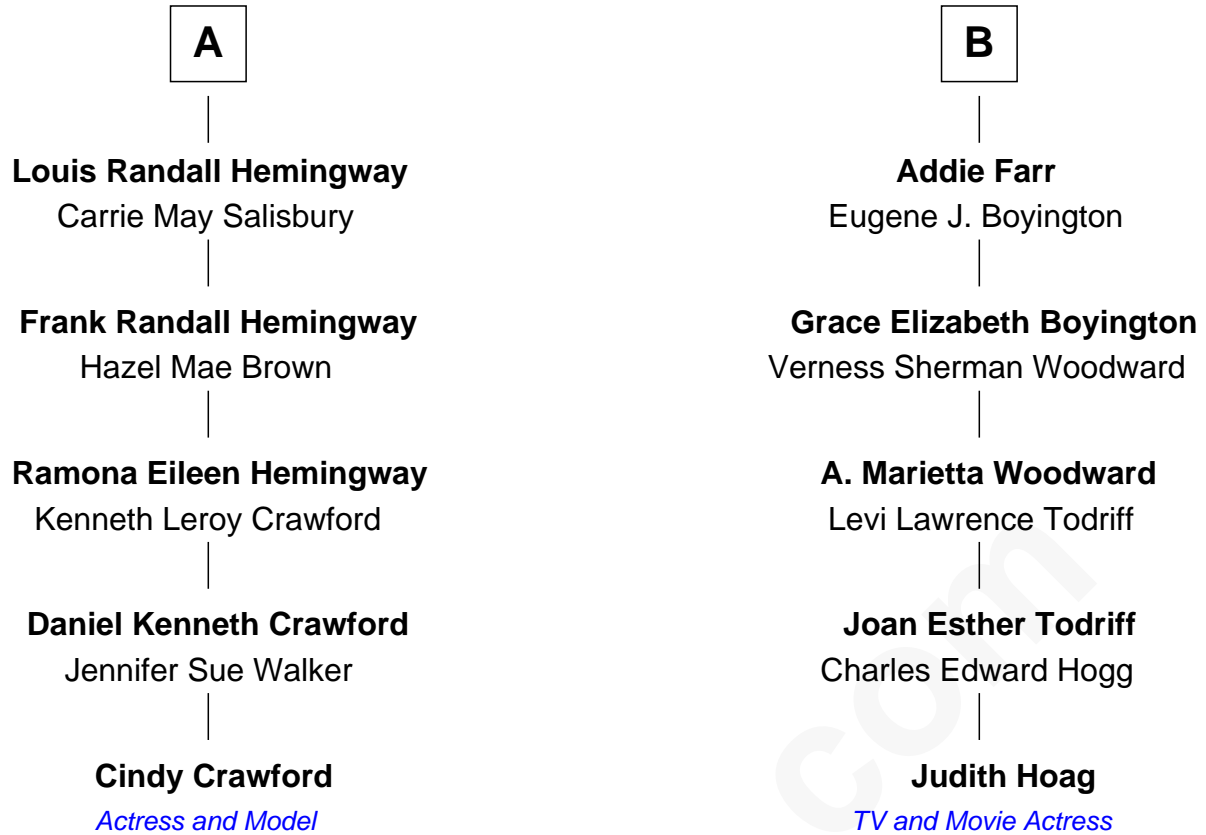 A
Louis Randall Hemingway
Carrie May Salisbury
Frank Randall Hemingway
Hazel Mae Brown
Ramona Eileen Hemingway
Kenneth Leroy Crawford
Daniel Kenneth Crawford
Jennifer Sue Walker
Cindy Crawford
Actress and Model
B
Addie Farr
Eugene J. Boyington
Grace Elizabeth Boyington
Verness Sherman Woodward
A. Marietta Woodward
Levi Lawrence Todriff
Joan Esther Todriff
Charles Edward Hogg
Judith Hoag
TV and Movie Actress
com